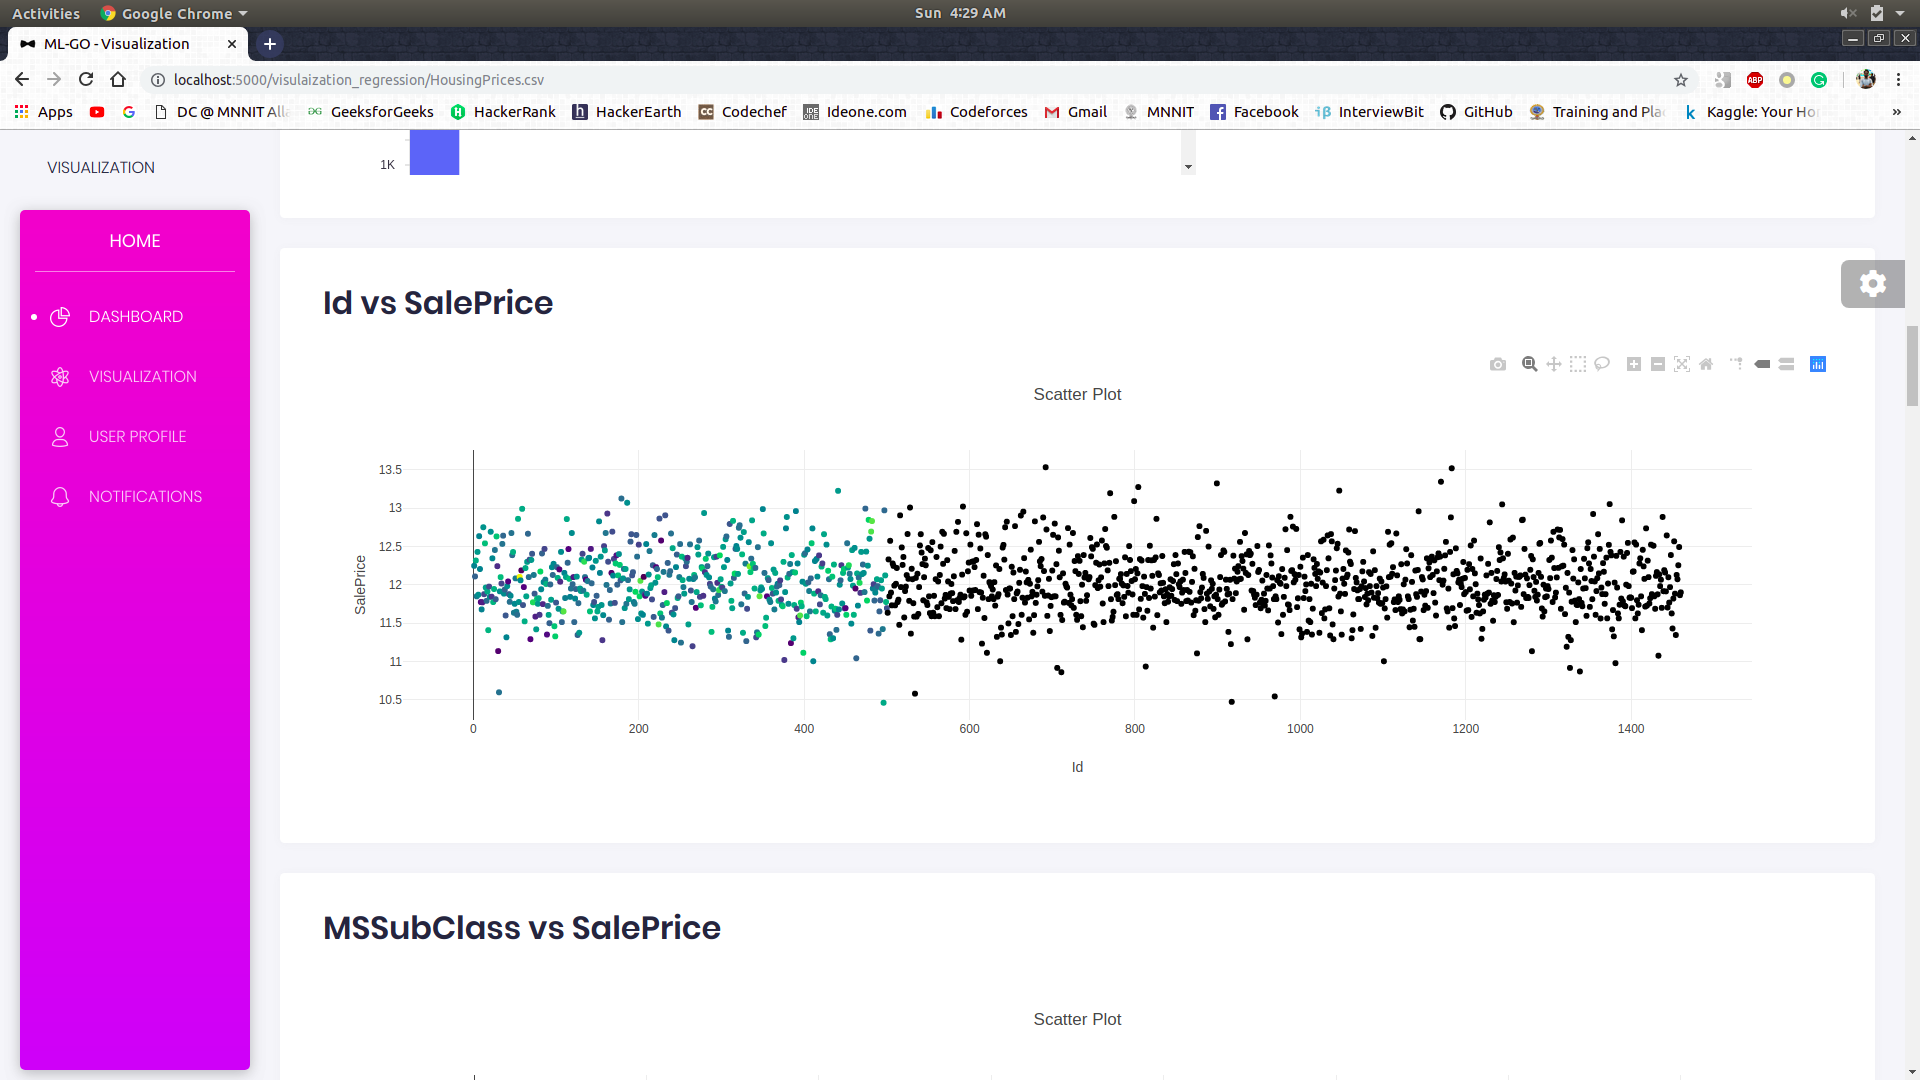 Activities Google Chrome Sun 4:29 AM
ML-GO - Visualization
localhost:5000/visulaization_regression/HousingPrices.csv
Apps DC @ MNNIT Alla GeeksforGeeks HackerRank HackerEarth Codechef Ideone.com Codeforces Gmail MNNIT Facebook InterviewBit GitHub Training and Plac Kaggle: Your Ho
VISUALIZATION
1K
HOME
DASHBOARD
VISUALIZATION
USER PROFILE
NOTIFICATIONS
Id vs SalePrice
Scatter Plot
13.5
13
12.5
12
11.5
11
10.5
SalePrice
0 200 400 600 800 1000 1200 1400
Id
MSSubClass vs SalePrice
Scatter Plot